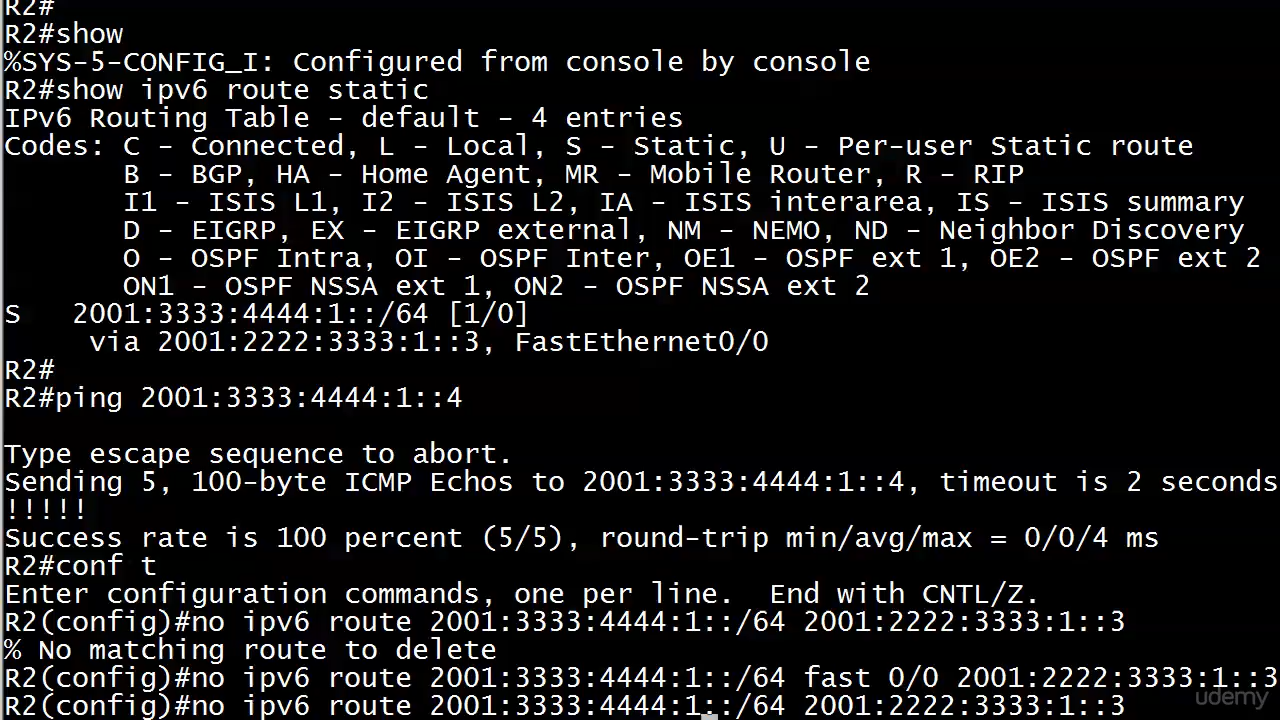 R2#
R2#show
%SYS-5-CONFIG_I: Configured from console by console
R2#show ipv6 route static
IPv6 Routing Table - default - 4 entries
Codes: C - Connected, L - Local, S - Static, U - Per-user Static route
       B - BGP, HA - Home Agent, MR - Mobile Router, R - RIP
       I1 - ISIS L1, I2 - ISIS L2, IA - ISIS interarea, IS - ISIS summary
       D - EIGRP, EX - EIGRP external, NM - NEMO, ND - Neighbor Discovery
       O - OSPF Intra, OI - OSPF Inter, OE1 - OSPF ext 1, OE2 - OSPF ext 2
       ON1 - OSPF NSSA ext 1, ON2 - OSPF NSSA ext 2
S   2001:3333:4444:1::/64 [1/0]
     via 2001:2222:3333:1::3, FastEthernet0/0
R2#
R2#ping 2001:3333:4444:1::4
Type escape sequence to abort.
Sending 5, 100-byte ICMP Echos to 2001:3333:4444:1::4, timeout is 2 seconds
!!!!!
Success rate is 100 percent (5/5), round-trip min/avg/max = 0/0/4 ms
R2#conf t
Enter configuration commands, one per line.  End with CNTL/Z.
R2(config)#no ipv6 route 2001:3333:4444:1::/64 2001:2222:3333:1::3
% No matching route to delete
R2(config)#no ipv6 route 2001:3333:4444:1::/64 fast 0/0 2001:2222:3333:1::3
R2(config)#no ipv6 route 2001:3333:4444:1::/64 2001:2222:3333:1::3
udemy